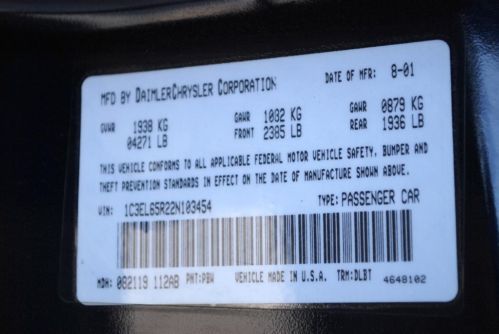 MFD BY DAIMLERCHRYSLER CORPORATION DATE OF MFR: 8-01
GVWR 1938 KG GAWR 1082 KG GAWR 0879 KG
04271 LB FRONT 2385 LB REAR 1936 LB
THIS VEHICLE CONFORMS TO ALL APPLICABLE FEDERAL MOTOR VEHICLE SAFETY, BUMPER AND
THEFT PREVENTION STANDARDS IN EFFECT ON THE DATE OF MANUFACTURE SHOWN ABOVE.
VIN: 1C3EL65R22N103454 TYPE: PASSENGER CAR
MDH: 082119 112AB PNT: PBW VEHICLE MADE IN U.S.A. TRM: DLBT 4648102